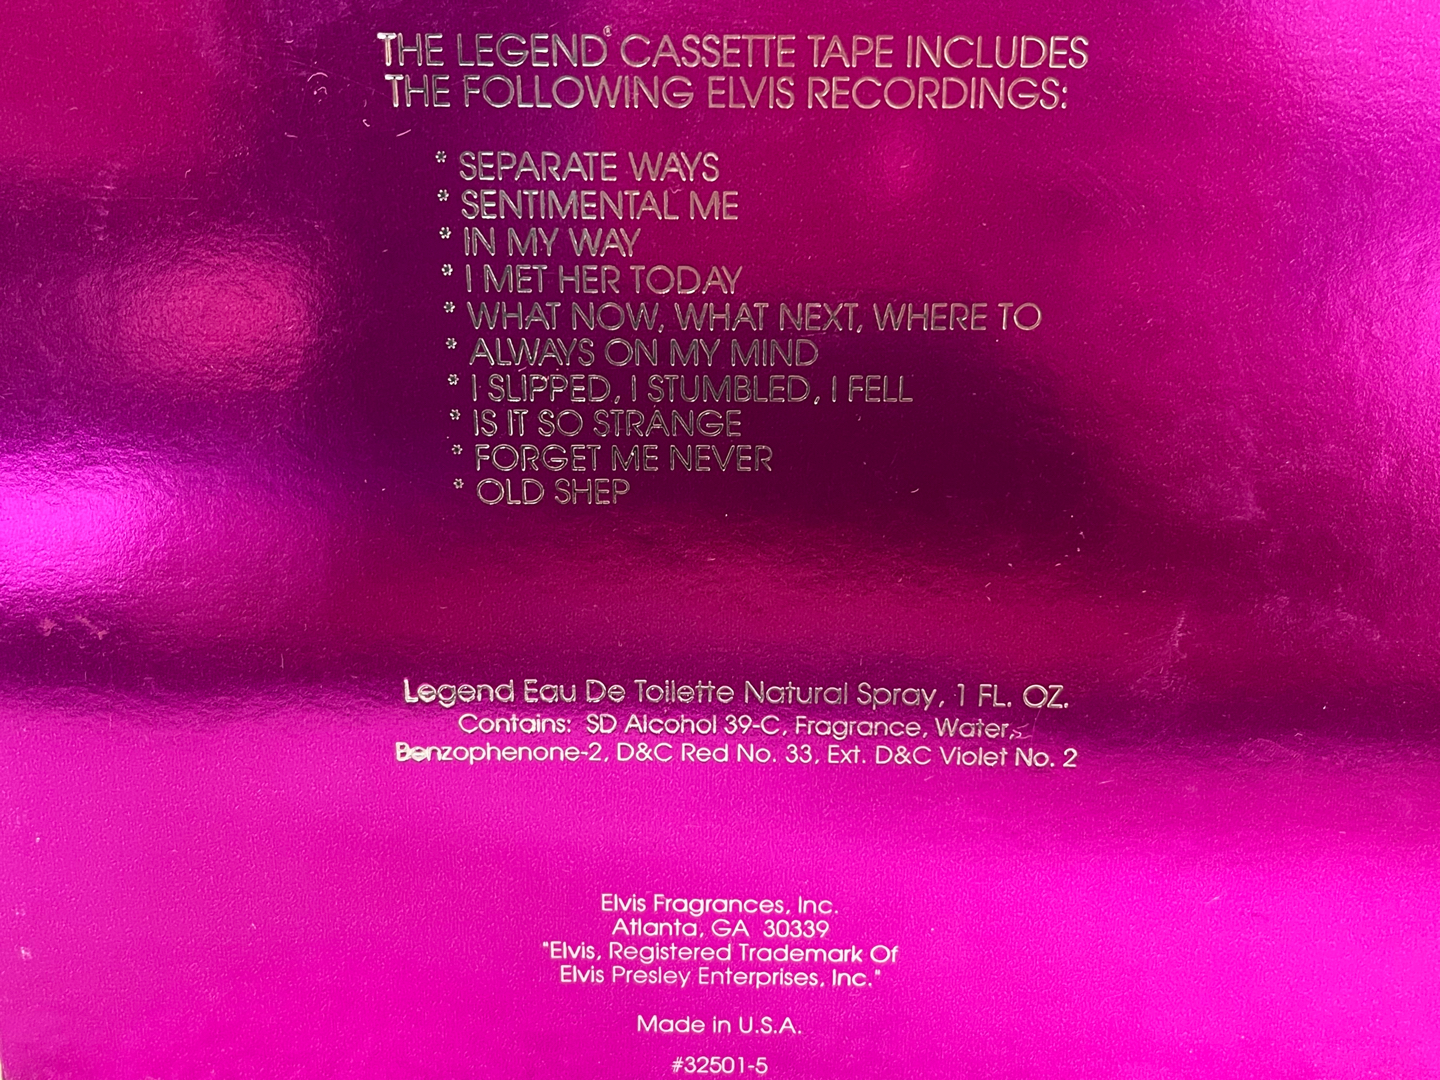 THE LEGEND® CASSETTE TAPE INCLUDES
THE FOLLOWING ELVIS RECORDINGS:
* SEPARATE WAYS
* SENTIMENTAL ME
* IN MY WAY
* I MET HER TODAY
* WHAT NOW, WHAT NEXT, WHERE TO
* ALWAYS ON MY MIND
* I SLIPPED, I STUMBLED, I FELL
* IS IT SO STRANGE
* FORGET ME NEVER
* OLD SHEP
Legend Eau De Toilette Natural Spray, 1 FL. OZ.
Contains: SD Alcohol 39-C, Fragrance, Water,
Benzophenone-2, D&C Red No. 33, Ext. D&C Violet No. 2
Elvis Fragrances, Inc.
Atlanta, GA 30339
"Elvis, Registered Trademark Of
Elvis Presley Enterprises, Inc."
Made in U.S.A.
#32501-5